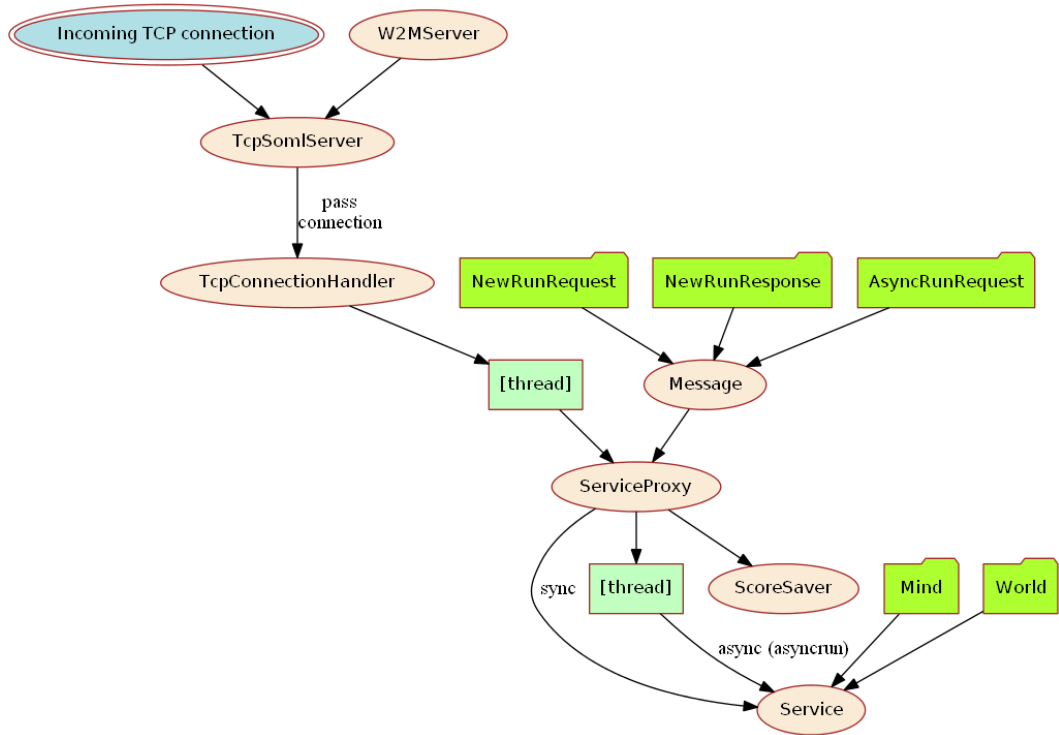 Incoming TCP connection
W2MServer
TcpSomlServer
pass
connection
TcpConnectionHandler
NewRunRequest
NewRunResponse
AsyncRunRequest
[thread]
Message
ServiceProxy
sync
[thread]
ScoreSaver
Mind
World
async (asyncrun)
Service